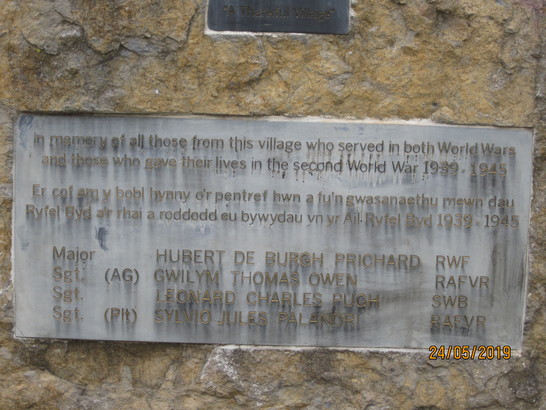 "A Thankful Village"
In memory of all those from this village who served in both World Wars
and those who gave their lives in the second World War 1939 - 1945
Er cof am y bobl hynny o'r pentref hwn a fu'n gwasanaethu mewn dau
Ryfel Byd a'r rhai a roddodd eu bywydau yn yr Ail Ryfel Byd 1939 - 1945
Major HUBERT DE BURGH PRICHARD RWF
Sgt. (AG) GWILYM THOMAS OWEN RAFVR
Sgt. LEONARD CHARLES PUGH SWB
Sgt. (Plt) SYLVIO JULES FALANDRI RAFVR
24/05/2019